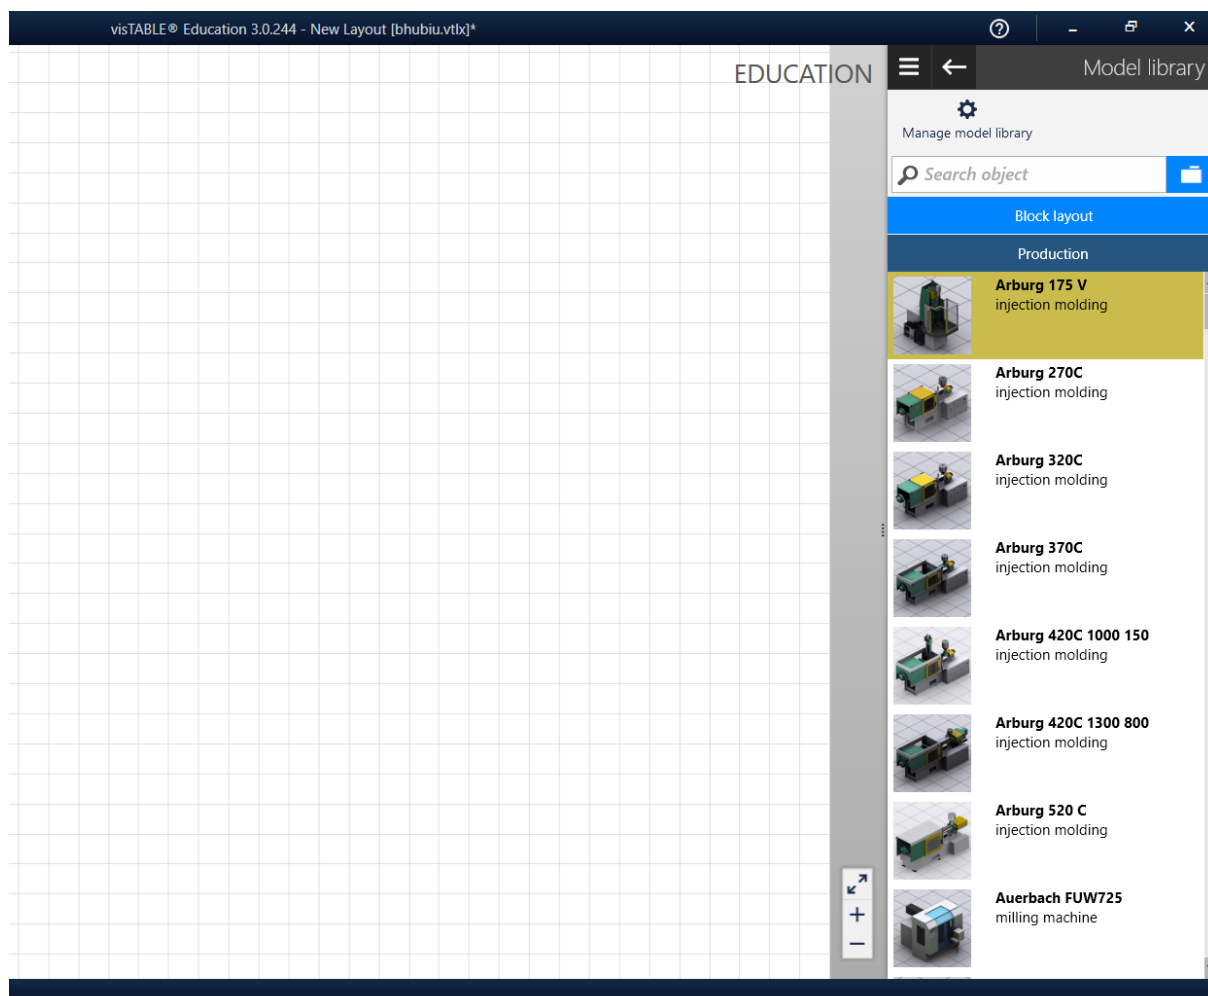 visTABLE® Education 3.0.244 - New Layout [bhubiu.vtlx]*
EDUCATION
Model library
Manage model library
Search object
Block layout
Production
Arburg 175 V
injection molding
Arburg 270C
injection molding
Arburg 320C
injection molding
Arburg 370C
injection molding
Arburg 420C 1000 150
injection molding
Arburg 420C 1300 800
injection molding
Arburg 520 C
injection molding
Auerbach FUW725
milling machine